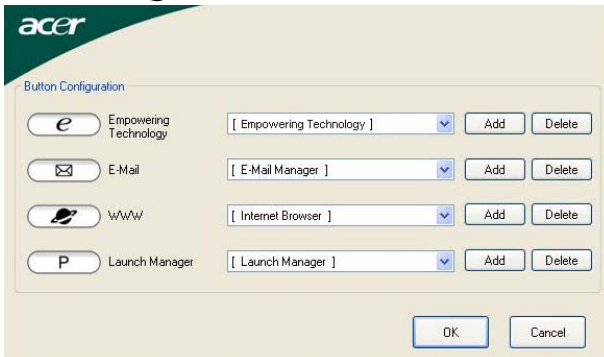 acer
Button Configuration
e Empowering Technology [ Empowering Technology ] Add Delete
E-Mail [ E-Mail Manager ] Add Delete
WWW [ Internet Browser ] Add Delete
P Launch Manager [ Launch Manager ] Add Delete
OK Cancel